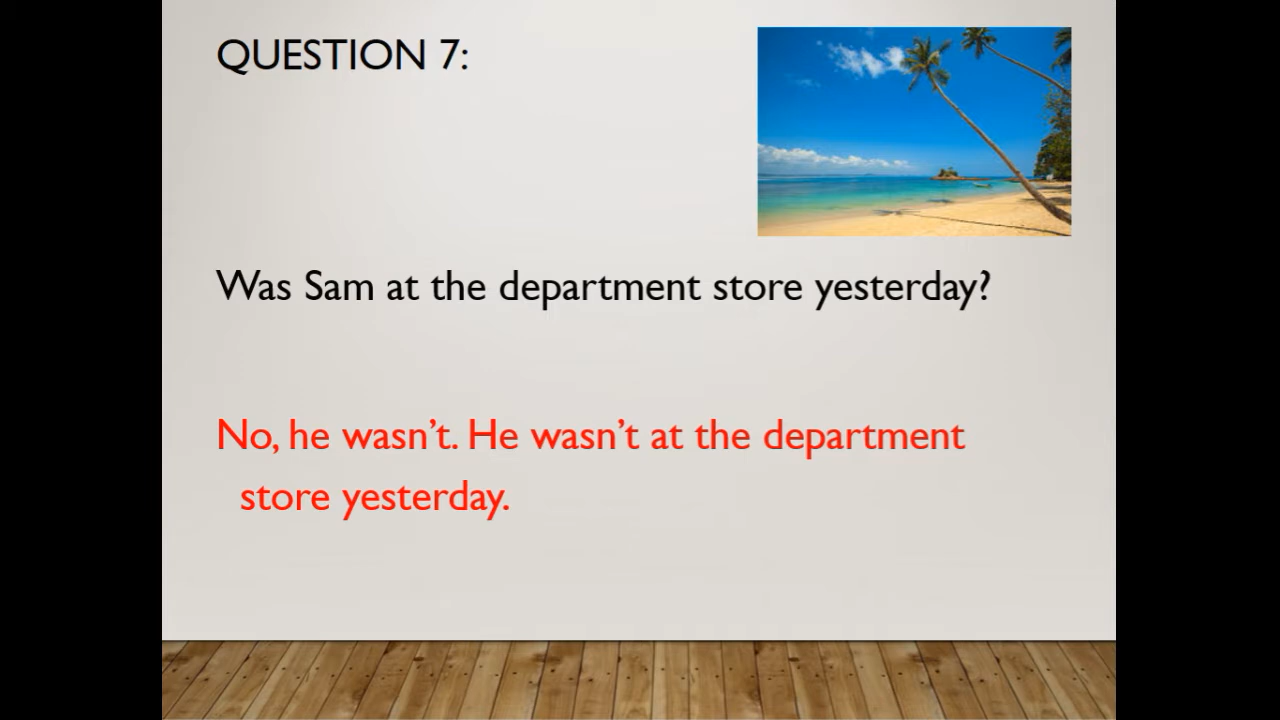 QUESTION 7:
Was Sam at the department store yesterday?
No, he wasn’t. He wasn’t at the department
store yesterday.